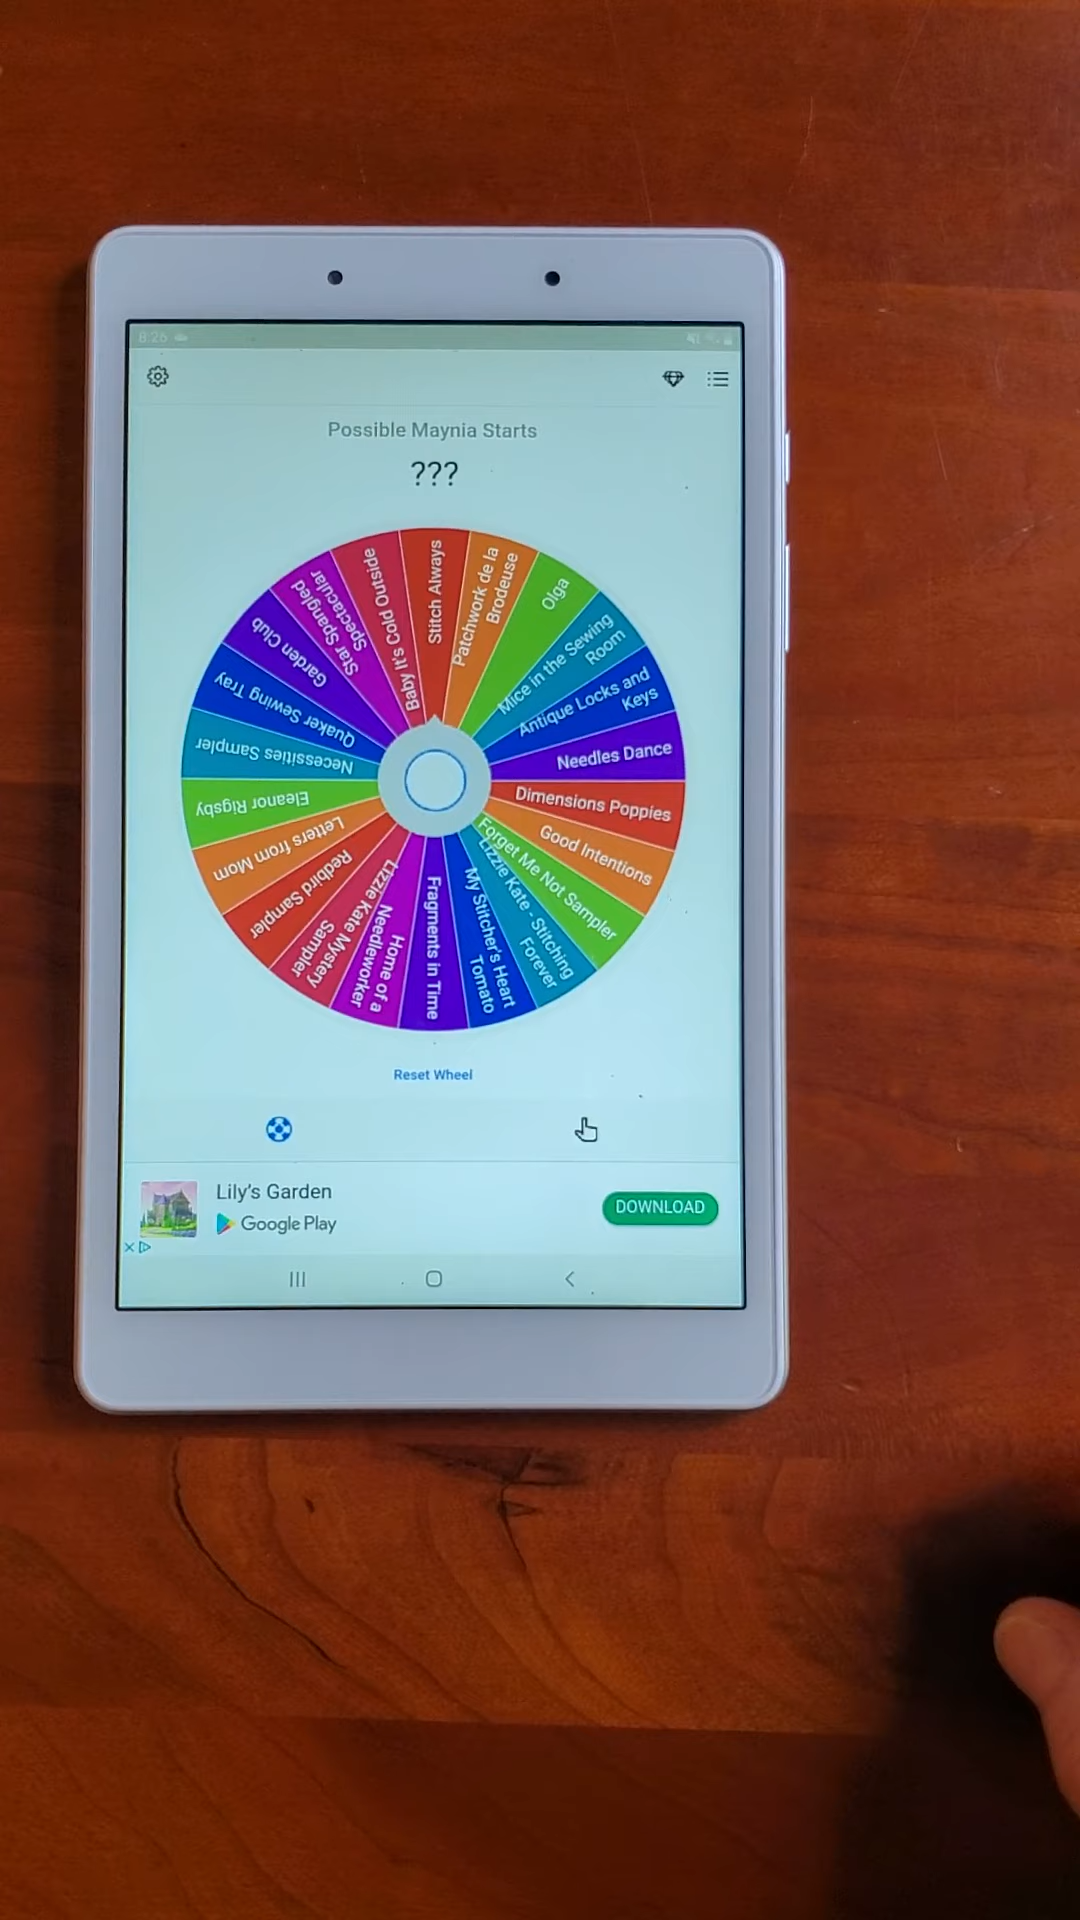 8:26
Possible Maynia Starts
???
Stitch Always
Patchwork de la
Brodeuse
Olga
Mice in the Sewing
Room
Antique Locks and
Keys
Needles Dance
Dimensions Poppies
Good Intentions
Forget Me Not Sampler
Lizzie Kate - Stitching
Forever
My Stitcher's Heart
Tomato
Fragments in Time
Home of a
Needleworker
Lizzie Kate Mystery
Sampler
Redbird Sampler
Letters from Mom
Eleanor Rigsby
Necessities Sampler
Quaker Sewing Tray
Garden Club
Star Spangled
Spectacular
Baby It's Cold Outside
Reset Wheel
Lily's Garden
Google Play
DOWNLOAD